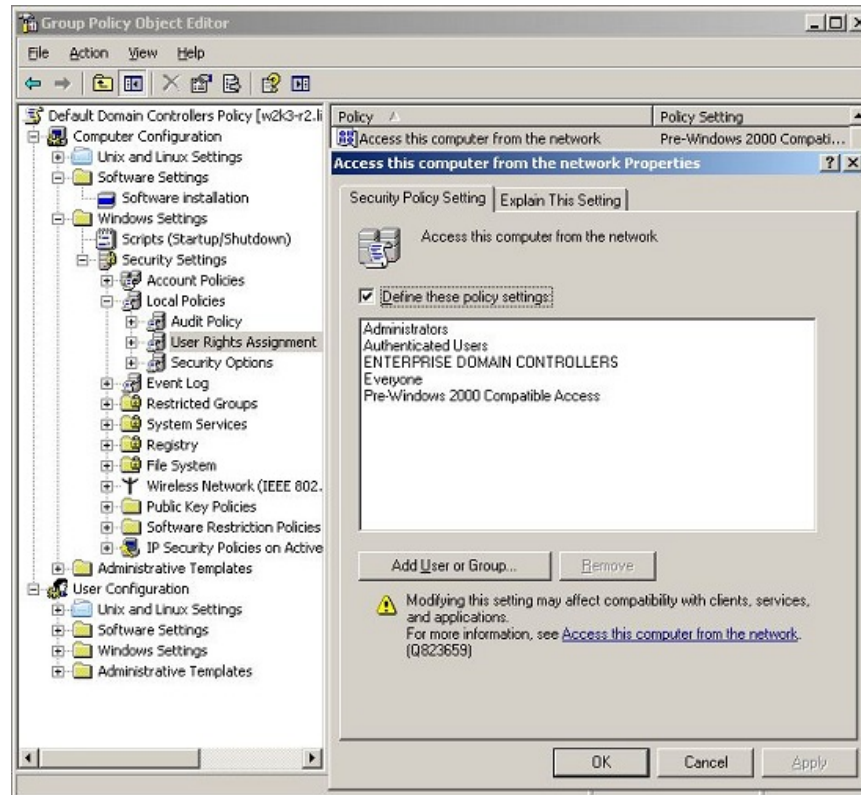 Group Policy Object Editor
File Action View Help
Default Domain Controllers Policy [w2k3-r2.li
Computer Configuration
Unix and Linux Settings
Software Settings
Software installation
Windows Settings
Scripts (Startup/Shutdown)
Security Settings
Account Policies
Local Policies
Audit Policy
User Rights Assignment
Security Options
Event Log
Restricted Groups
System Services
Registry
File System
Wireless Network (IEEE 802.
Public Key Policies
Software Restriction Policies
IP Security Policies on Active
Administrative Templates
User Configuration
Unix and Linux Settings
Software Settings
Windows Settings
Administrative Templates
Policy Policy Setting
Access this computer from the network Pre-Windows 2000 Compati...
Access this computer from the network Properties
Security Policy Setting Explain This Setting
Access this computer from the network
Define these policy settings:
Administrators
Authenticated Users
ENTERPRISE DOMAIN CONTROLLERS
Everyone
Pre-Windows 2000 Compatible Access
Add User or Group... Remove
Modifying this setting may affect compatibility with clients, services,
and applications.
For more information, see Access this computer from the network.
(Q823659)
OK Cancel Apply